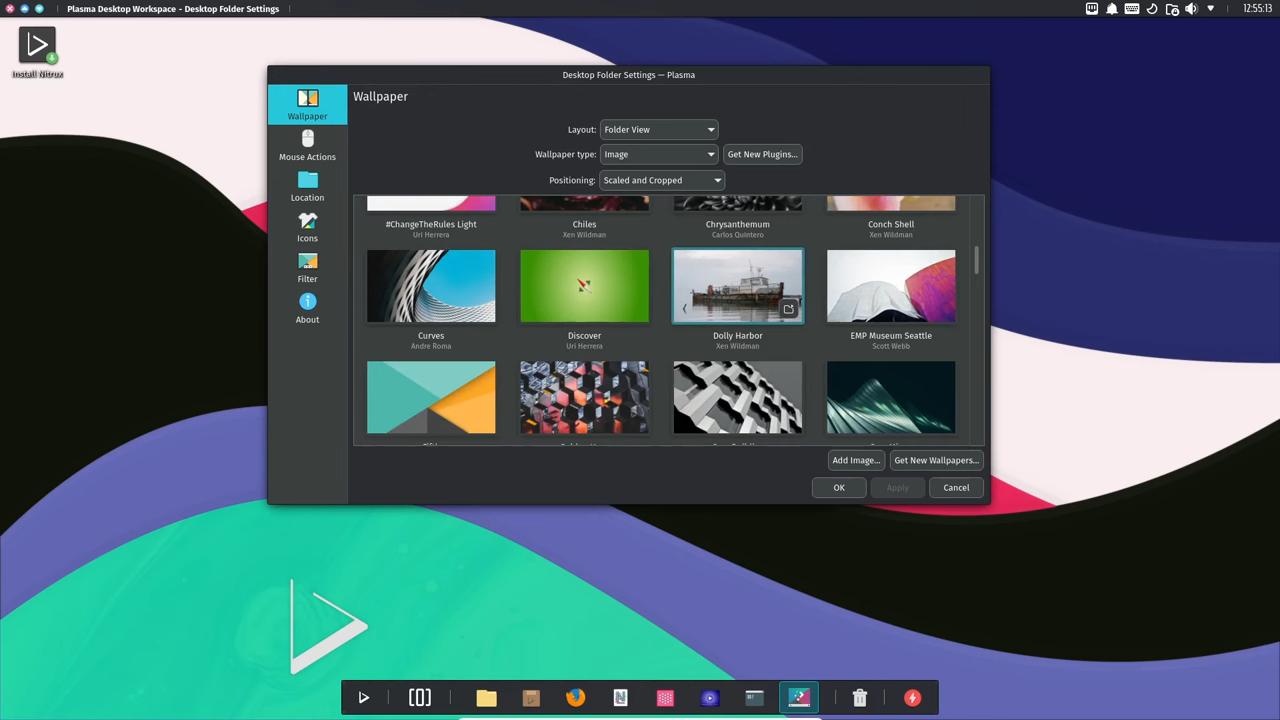 Plasma Desktop Workspace - Desktop Folder Settings
12:55:13
Install Nitrux
Desktop Folder Settings — Plasma
Wallpaper
Mouse Actions
Location
Icons
Filter
About
Wallpaper
Layout: Folder View
Wallpaper type: Image Get New Plugins...
Positioning: Scaled and Cropped
#ChangeTheRules Light Chiles Chrysanthemum Conch Shell
Uri Herrera Xen Wildman Carlos Quintero Xen Wildman
Curves Discover Dolly Harbor EMP Museum Seattle
Andre Roma Uri Herrera Xen Wildman Scott Webb
Add Image... Get New Wallpapers...
OK Apply Cancel